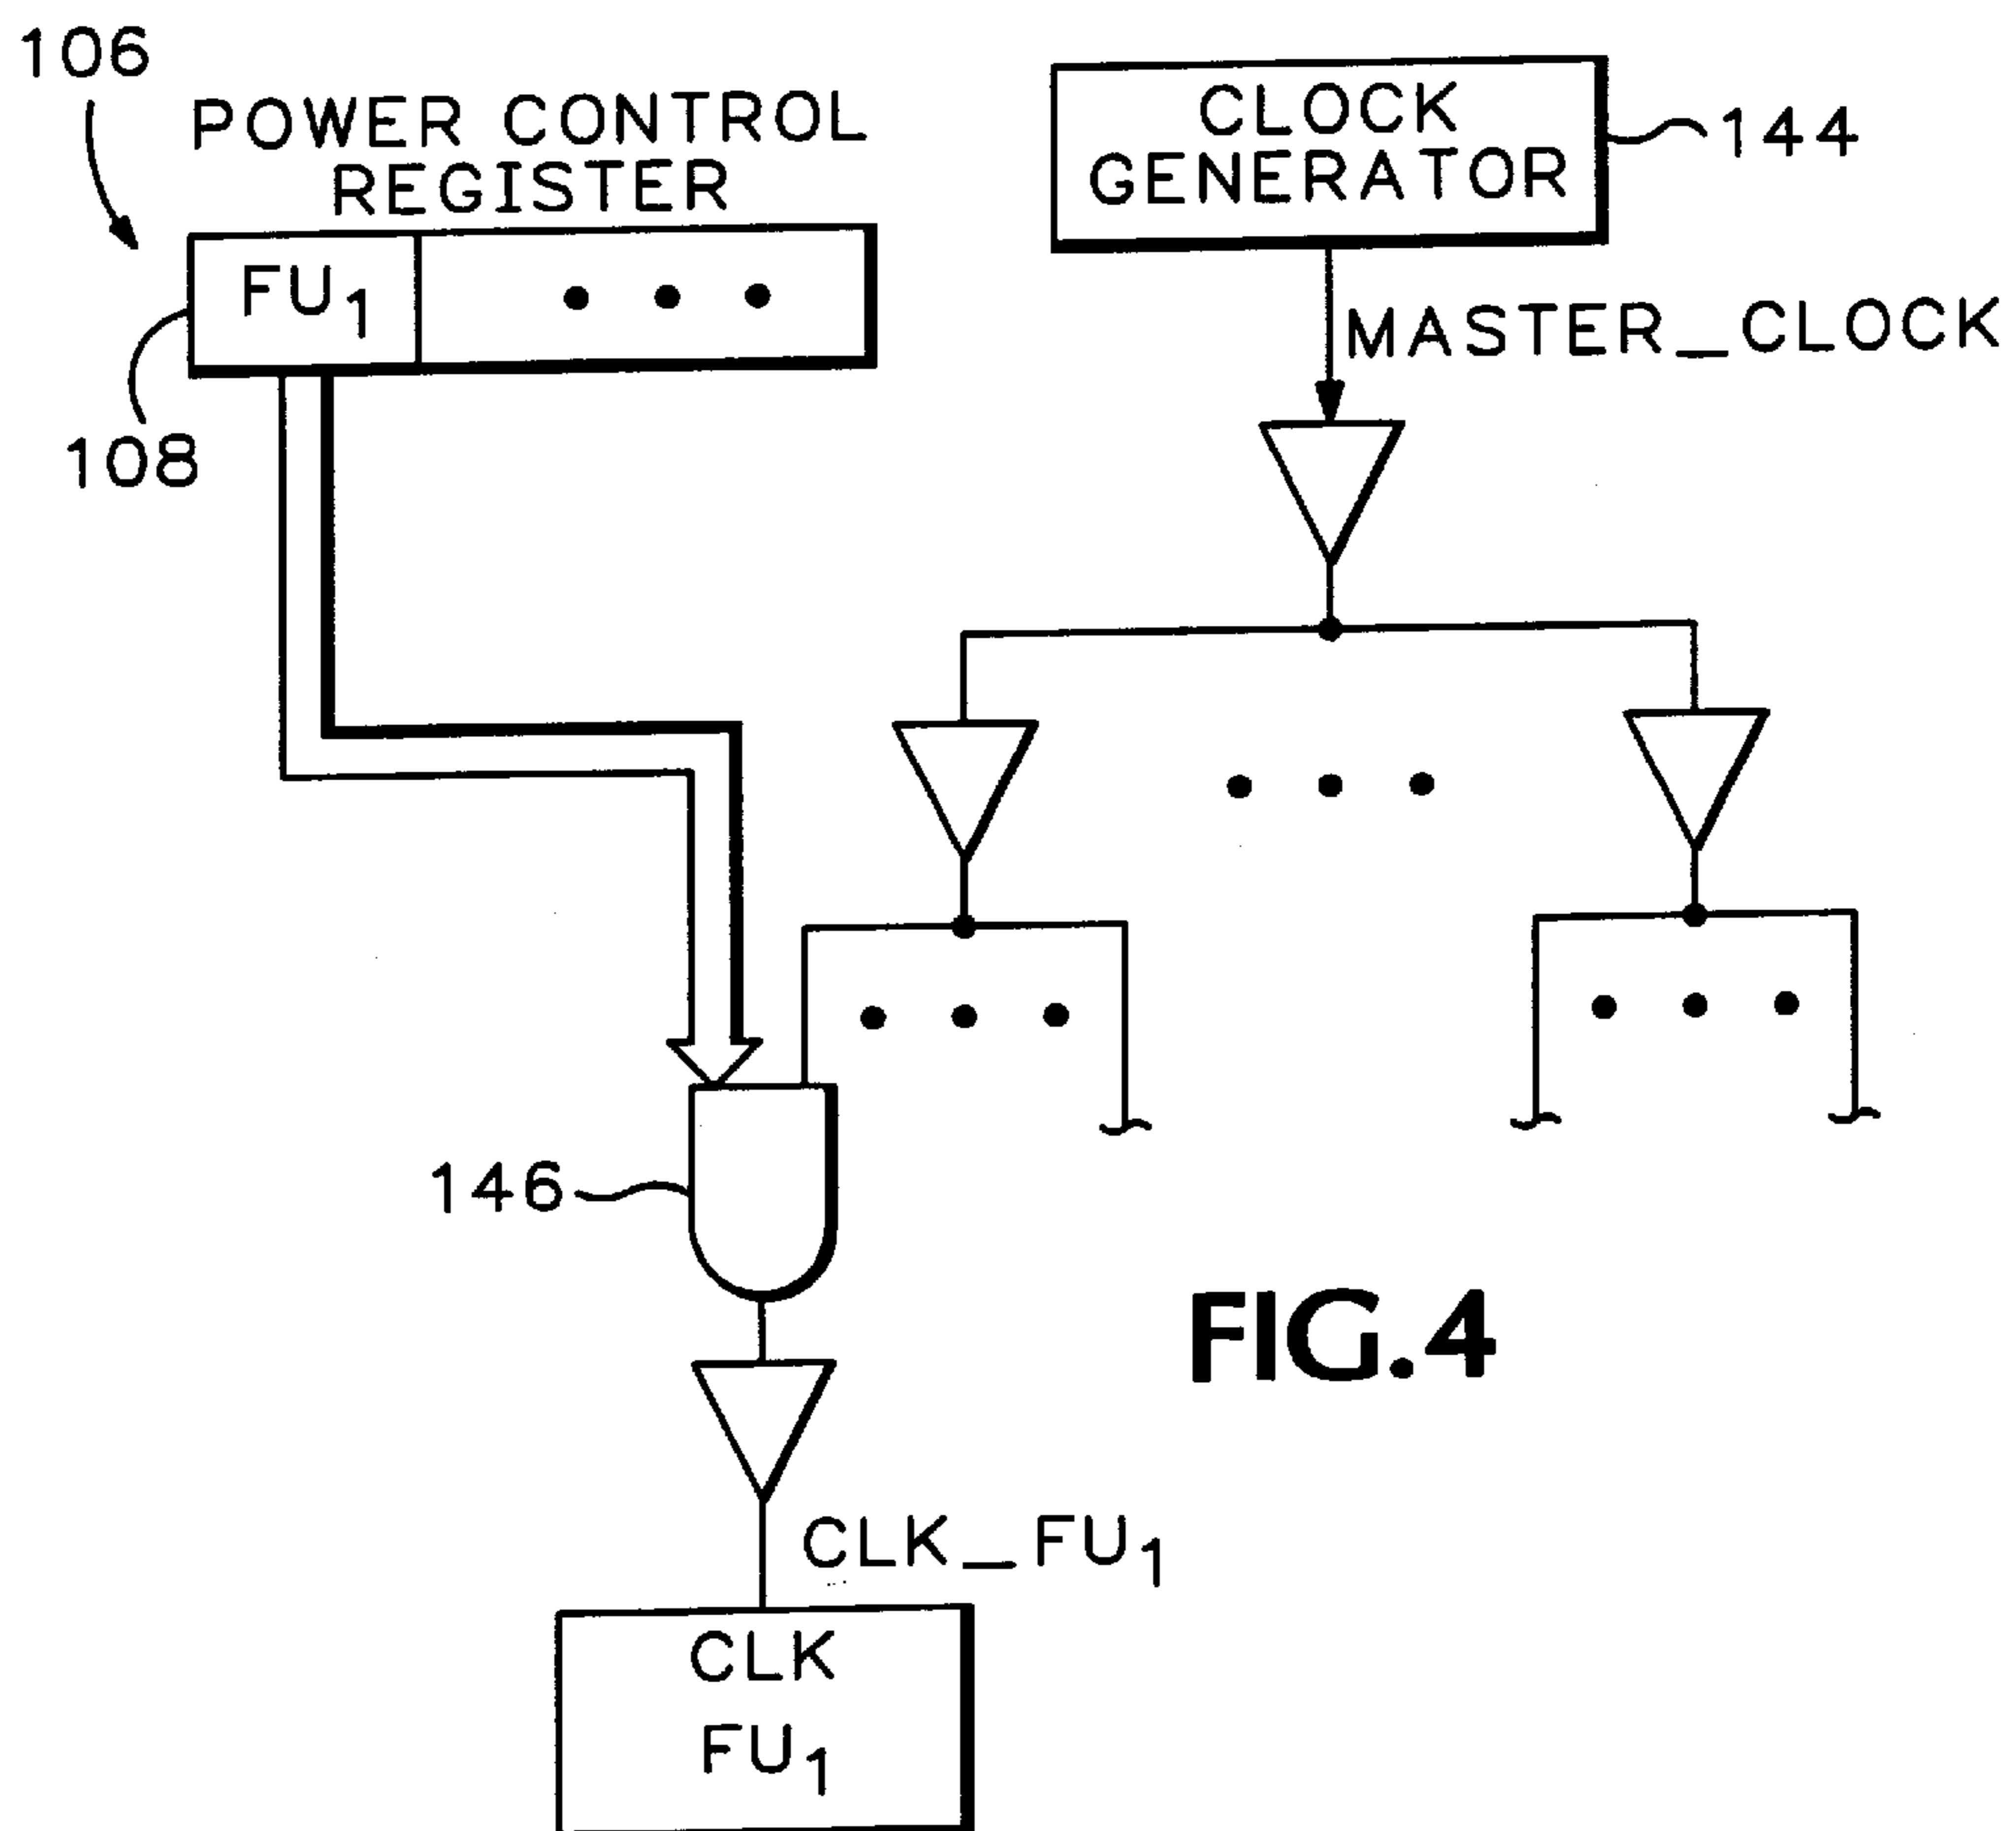 106
POWER CONTROL
REGISTER
FU1
108
CLOCK
GENERATOR
144
MASTER_CLOCK
146
CLK_FU1
CLK
FU1
FIG.4